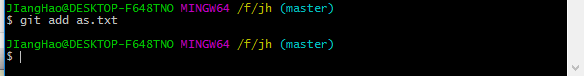 JIangHao@DESKTOP-F648TNO MINGW64 /f/jh (master)
$ git add as.txt
JIangHao@DESKTOP-F648TNO MINGW64 /f/jh (master)
$